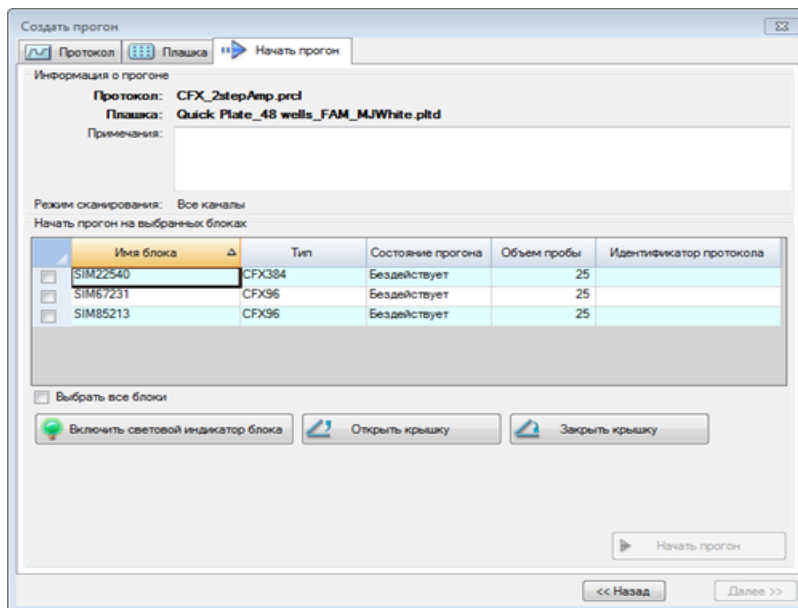 Создать прогон
Протокол Плашка Начать прогон
Информация о прогоне
Протокол: CFX_2stepAmp.prcl
Плашка: Quick Plate_48 wells_FAM_MJWhite.pltd
Примечания:
Режим сканирования: Все каналы
Начать прогон на выбранных блоках
Имя блока Тип Состояние прогона Объем пробы Идентификатор протокола
SIM22540 CFX384 Бездействует 25
SIM67231 CFX96 Бездействует 25
SIM85213 CFX96 Бездействует 25
Выбрать все блоки
Включить световой индикатор блока Открыть крышку Закрыть крышку
Начать прогон
<< Назад Далее >>